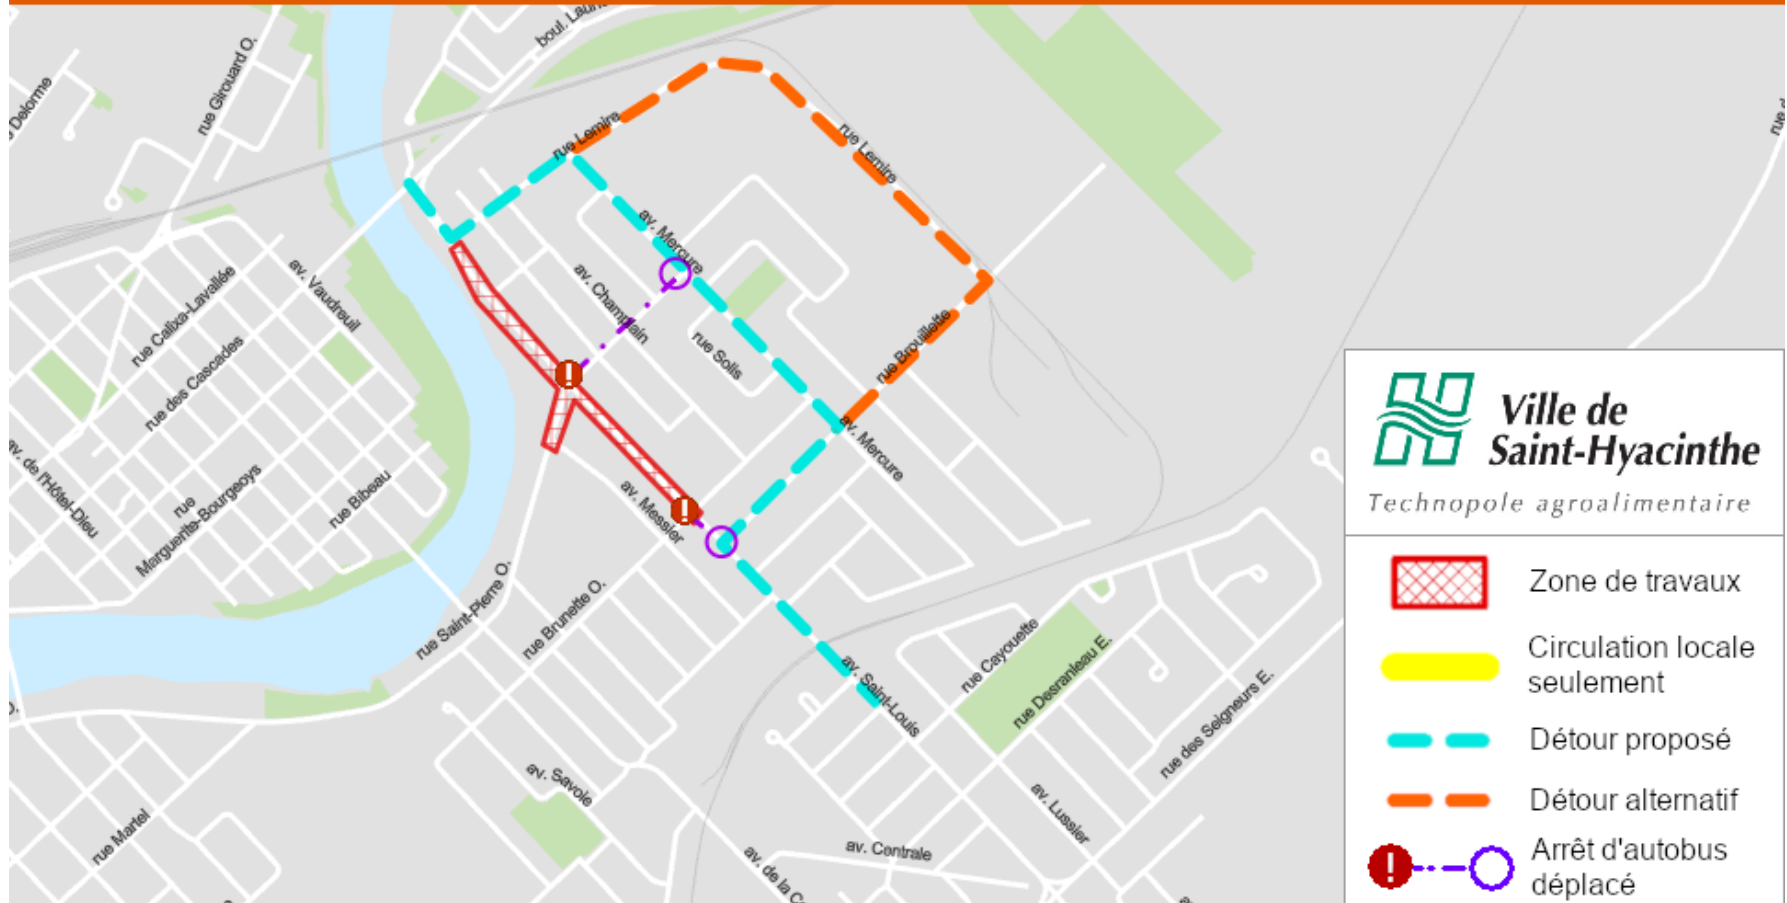 boul. Laur
rue Girouard O.
Delorme
rue Lemire
rue Lemire
av. Mercure
av. Vaudreuil
av. Champlain
rue Calixa-Lavallée
rue des Cascades
rue Solis
rue Brouillette
av. Mercure
av. de l'Hôtel-Dieu
rue
Marguerite-Bourgeoys
rue Bibeau
av. Messier
rue Saint-Pierre O.
rue Brunette O.
av. Saint-Louis
rue Cayouette
rue Desranleau E.
rue des Seigneurs E.
av. Savoie
av. Lussier
rue Martel
av. Centrale
av. de la C
Ville de
Saint-Hyacinthe
Technopole agroalimentaire
Zone de travaux
Circulation locale
seulement
Détour proposé
Détour alternatif
Arrêt d'autobus
déplacé